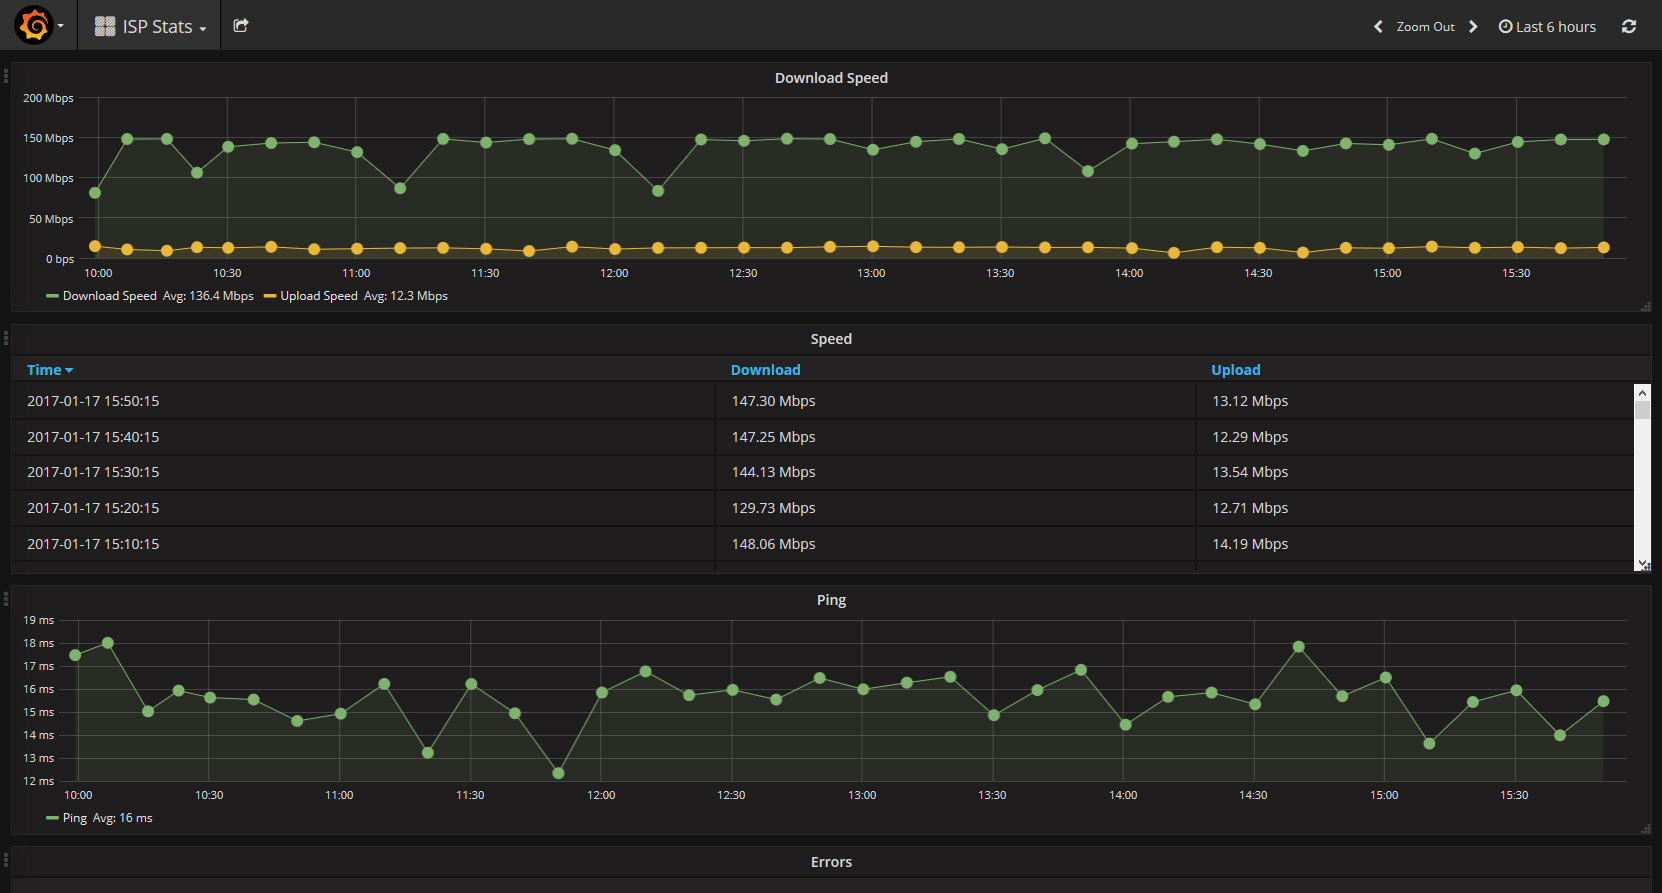 ISP Stats
Zoom Out
Last 6 hours
Download Speed
200 Mbps
150 Mbps
100 Mbps
50 Mbps
0 bps
10:00 10:30 11:00 11:30 12:00 12:30 13:00 13:30 14:00 14:30 15:00 15:30
Download Speed Avg: 136.4 Mbps Upload Speed Avg: 12.3 Mbps
Speed
Time Download Upload
2017-01-17 15:50:15 147.30 Mbps 13.12 Mbps
2017-01-17 15:40:15 147.25 Mbps 12.29 Mbps
2017-01-17 15:30:15 144.13 Mbps 13.54 Mbps
2017-01-17 15:20:15 129.73 Mbps 12.71 Mbps
2017-01-17 15:10:15 148.06 Mbps 14.19 Mbps
Ping
19 ms
18 ms
17 ms
16 ms
15 ms
14 ms
13 ms
12 ms
10:00 10:30 11:00 11:30 12:00 12:30 13:00 13:30 14:00 14:30 15:00 15:30
Ping Avg: 16 ms
Errors